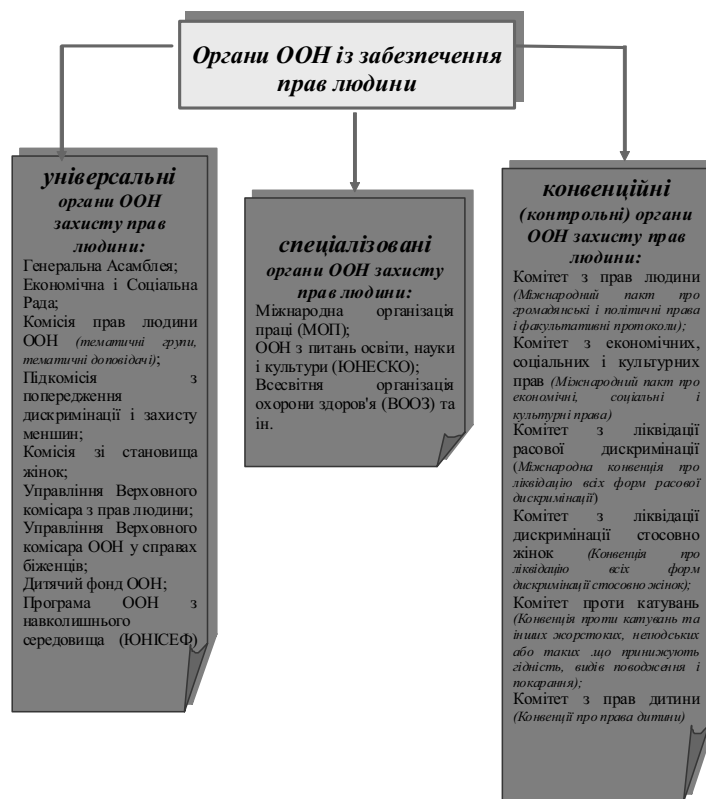 Органи ООН із забезпечення
прав людини
універсальні
органи ООН
захисту прав
людини:
Генеральна Асамблея;
Економічна і Соціальна
Рада;
Комісія прав людини
ООН (тематичні групи,
тематичні доповідачі);
Підкомісія з
попередження
дискримінації і захисту
меншин;
Комісія зі становища
жінок;
Управління Верховного
комісара з прав людини;
Управління Верховного
комісара ООН у справах
біженців;
Дитячий фонд ООН;
Програма ООН з
навколишнього
середовища (ЮНІСЕФ)
спеціалізовані
органи ООН захисту
прав людини:
Міжнародна організація
праці (МОП);
ООН з питань освіти, науки
і культури (ЮНЕСКО);
Всесвітня організація
охорони здоров'я (ВООЗ) та
ін.
конвенційні
(контрольні) органи
ООН захисту прав
людини:
Комітет з прав людини
(Міжнародний пакт про
громадянські і політичні права
і факультативні протоколи);
Комітет з економічних,
соціальних і культурних
прав (Міжнародний пакт про
економічні, соціальні і
культурні права)
Комітет з ліквідації
расової дискримінації
(Міжнародна конвенція про
ліквідацію всіх форм расової
дискримінації)
Комітет з ліквідації
дискримінації стосовно
жінок (Конвенція про
ліквідацію всіх форм
дискримінації стосовно жінок);
Комітет проти катувань
(Конвенція проти катувань та
інших жорстоких, нелюдських
або таких .що принижують
гідність, видів поводження і
покарання);
Комітет з прав дитини
(Конвенції про права дитини)